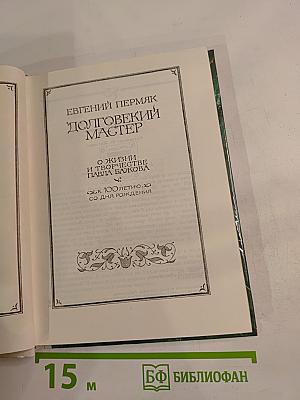 ЕВГЕНИЙ ПЕРМЯК
ДОЛГОВЕКИЙ
МАСТЕР
О ЖИЗНИ
И ТВОРЧЕСТВЕ
ПАВЛА БАЖОВА
К 100-ЛЕТИЮ
СО ДНЯ РОЖДЕНИЯ
15 м
БФ БИБЛИОФАН